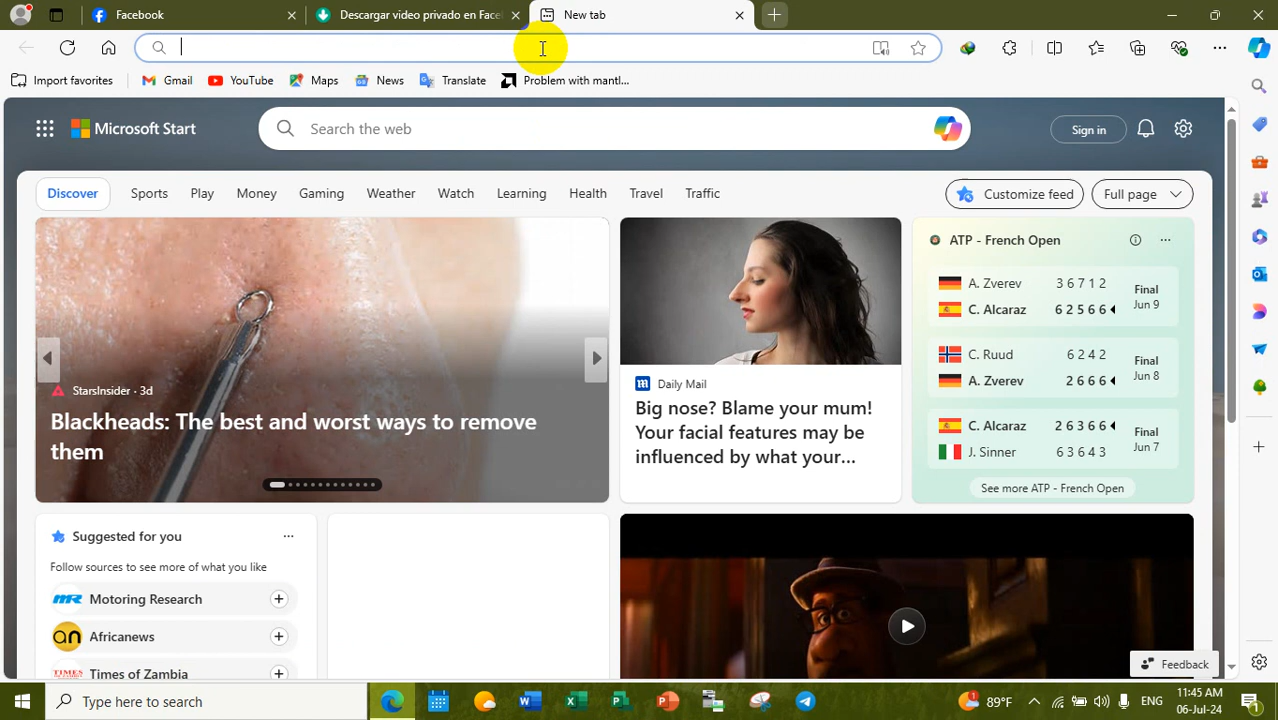 Facebook
Descargar video privado en Face
New tab
Import favorites
Gmail
YouTube
Maps
News
Translate
Problem with mantl...
Microsoft Start
Search the web
Sign in
Discover
Sports
Play
Money
Gaming
Weather
Watch
Learning
Health
Travel
Traffic
Customize feed
Full page
StarsInsider · 3d
Blackheads: The best and worst ways to remove
them
Daily Mail
Big nose? Blame your mum!
Your facial features may be
influenced by what your...
ATP - French Open
A. Zverev 3 6 7 1 2
C. Alcaraz 6 2 5 6 6
Final
Jun 9
C. Ruud 6 2 4 2
A. Zverev 2 6 6 6
Final
Jun 8
C. Alcaraz 2 6 3 6 6
J. Sinner 6 3 6 4 3
Final
Jun 7
See more ATP - French Open
Suggested for you
Follow sources to see more of what you like
Motoring Research
Africanews
Times of Zambia
Feedback
Type here to search
89°F
ENG
11:45 AM
06-Jul-24